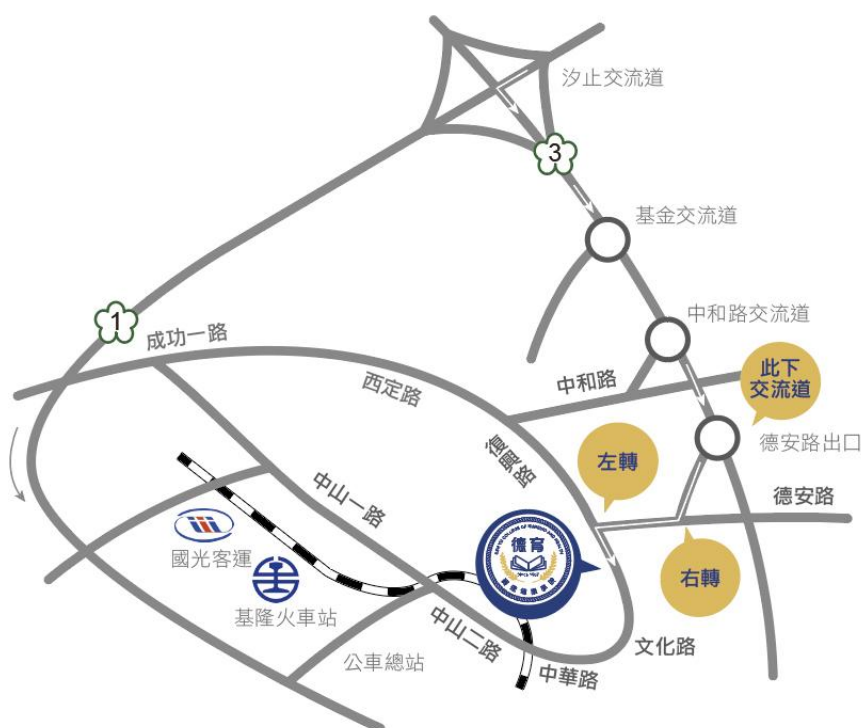 汐止交流道
3
基金交流道
1
成功一路
中和路交流道
西定路
中和路
此下
交流道
復興路
左轉
德安路出口
中山一路
德安路
國光客運
德育
右轉
基隆火車站
中山二路
文化路
公車總站
中華路